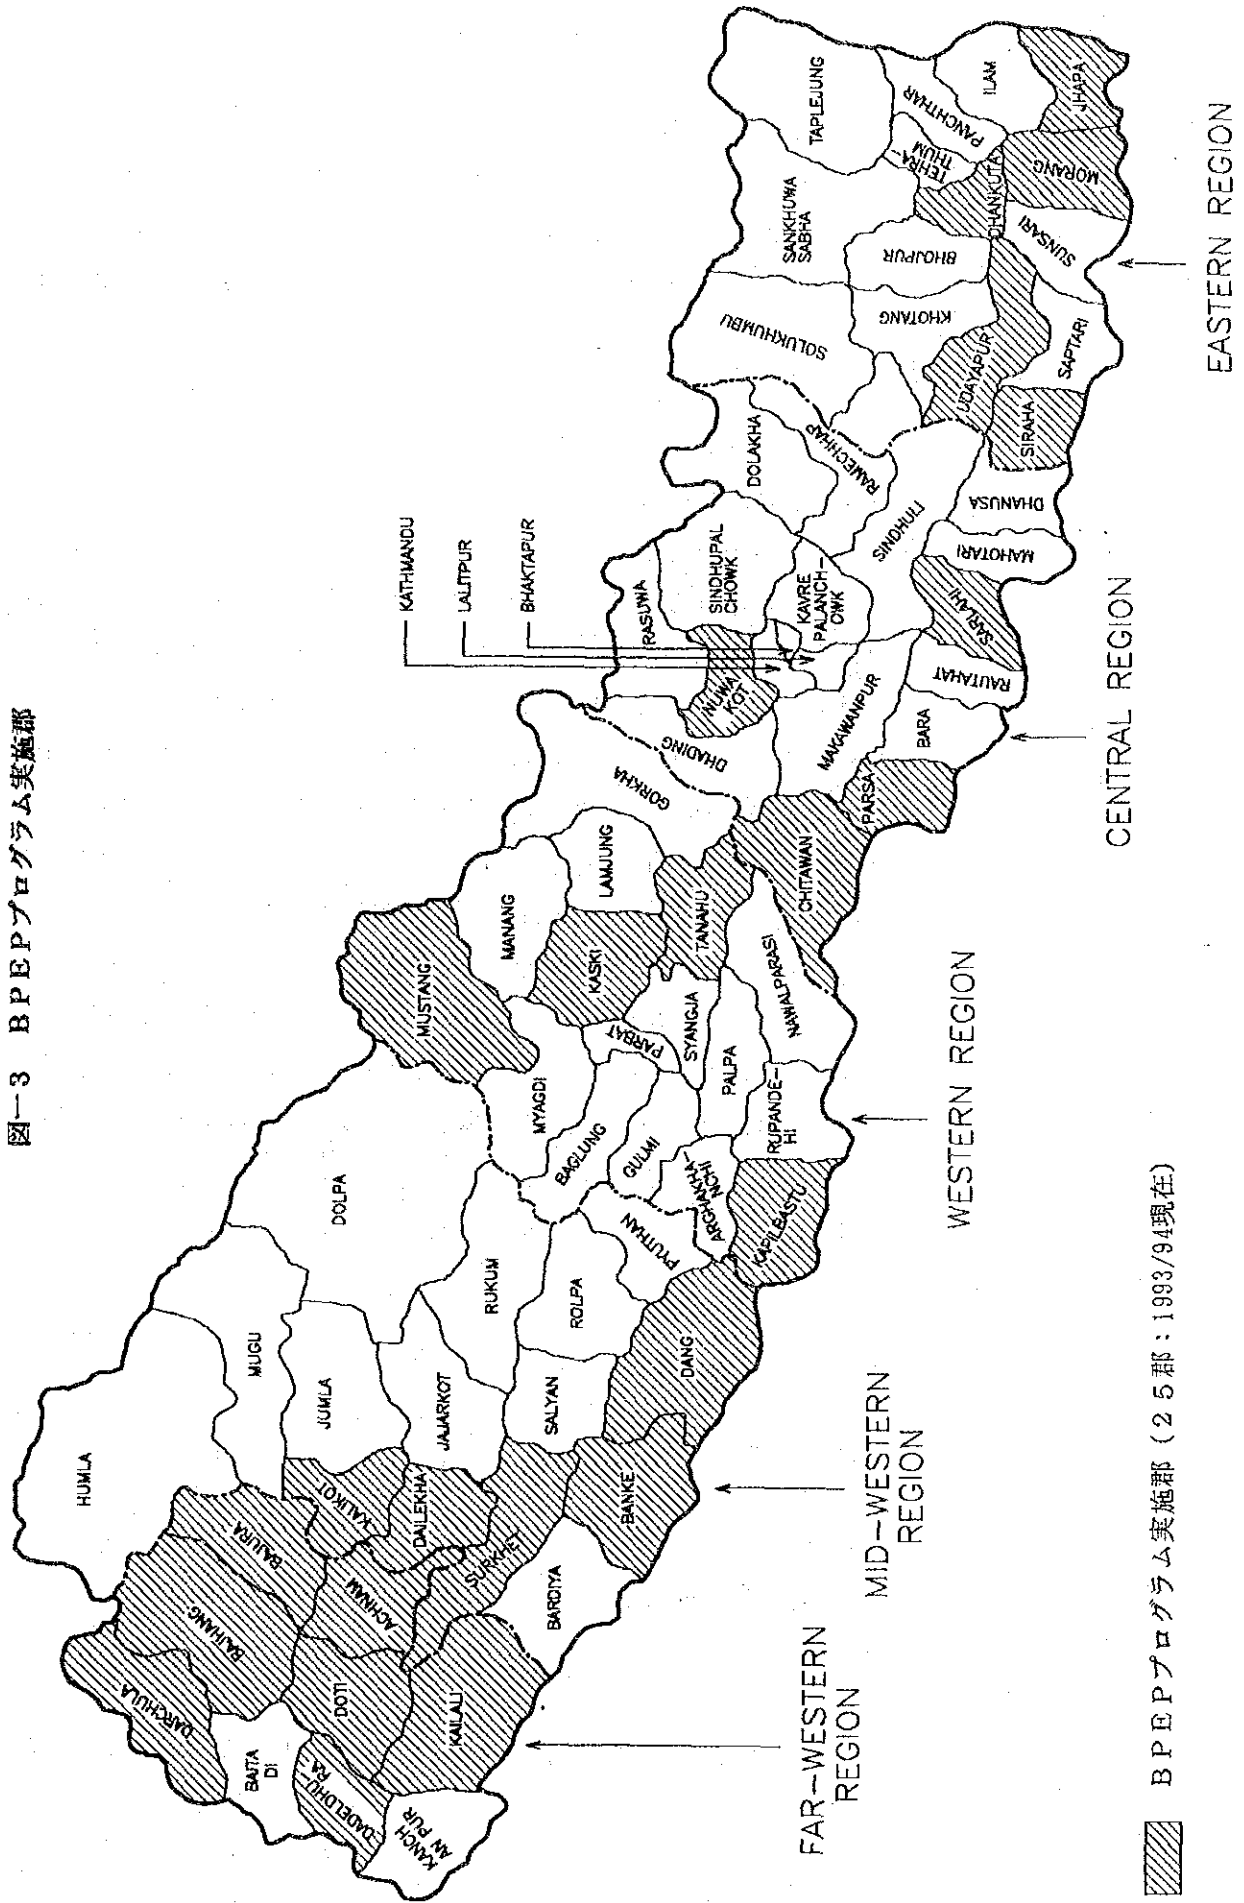 図－3 BPEPプログラム実施郡
HUMLA
DARCHULA
BAJHANG
BAJURA
MUGU
BAITA
DI
DOTI
ACHHAM
KALIKOT
JUMLA
DOLPA
DADELDHU-
RA
DAILEKHA
JAJARKOT
KANCH
AN PUR
KAILALI
SURKHET
RUKUM
BARDIYA
SALYAN
ROLPA
BANKE
DANG
PYUTHAN
MUSTANG
MYAGDI
MANANG
BAGLUNG
PARBAT
KASKI
LAMJUNG
GORKHA
GULMI
SYANGJA
TANAHU
ARGHAKHA-
NCHI
PALPA
KAPILBASTU
RUPANDE-
HI
NAWALPARASI
KATHMANDU
LALITPUR
BHAKTAPUR
RASUWA
DHADING
NUWA
KOT
SINDHUPAL
CHOWK
DOLAKHA
KAVRE
PALANCH-
OWK
RAMECHHAP
CHITAWAN
MAKAWANPUR
SINDHULI
PARSA
BARA
RAUTAHAT
SARLAHI
MAHOTARI
DHANUSA
SOLUKHUMBU
SANKHUWA
SABHA
TAPLEJUNG
KHOTANG
BHOJPUR
TEHRA-
THUM
PANCHTHAR
DHANKUTA
ILAM
UDAYAPUR
SIRAHA
SAPTARI
SUNSARI
MORANG
JHAPA
FAR-WESTERN
REGION
MID-WESTERN
REGION
WESTERN REGION
CENTRAL REGION
EASTERN REGION
BPEPプログラム実施郡 (25郡：1993/94現在)